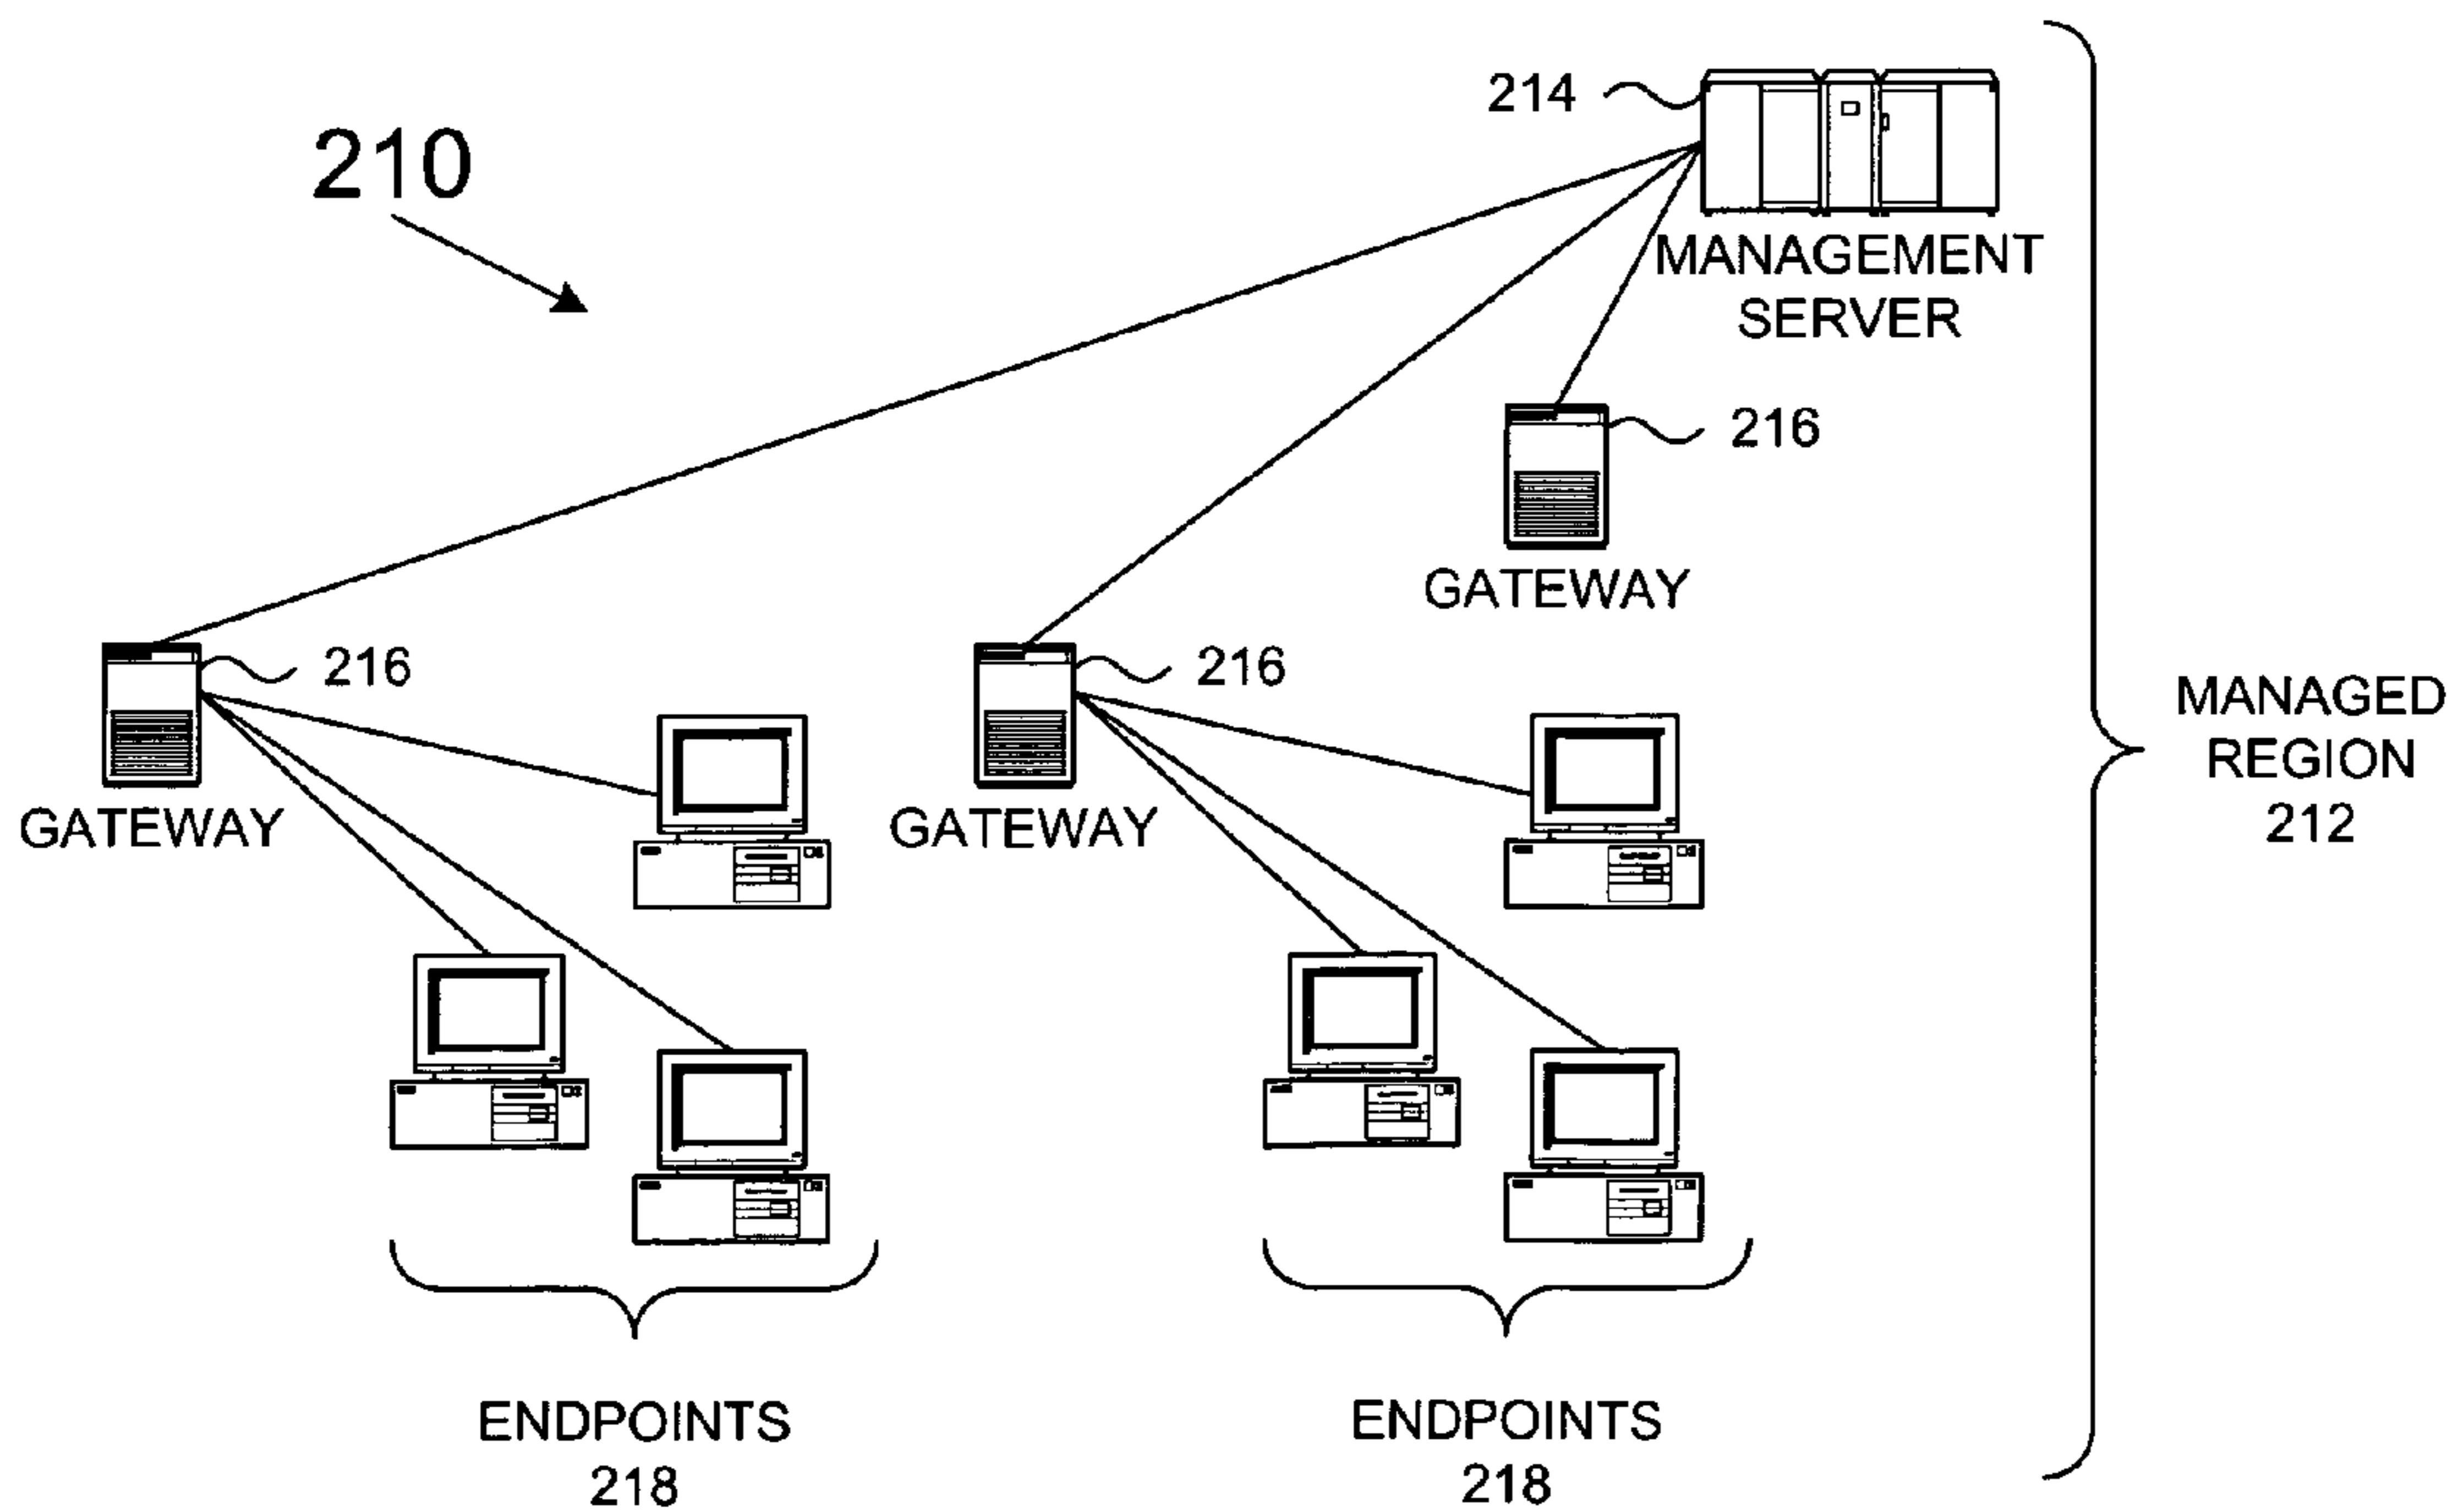 214
210
MANAGEMENT
SERVER
216
GATEWAY
216
216
MANAGED
REGION
212
GATEWAY
GATEWAY
ENDPOINTS
218
ENDPOINTS
218